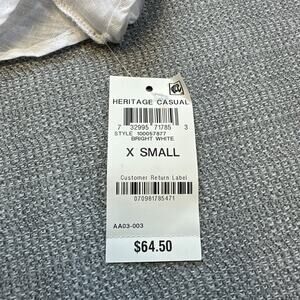 HERITAGE CASUAL
7 32995 71785 3
STYLE 100057877
BRIGHT WHITE
X SMALL
Customer Return Label
070981785471
AA03-003
$64.50